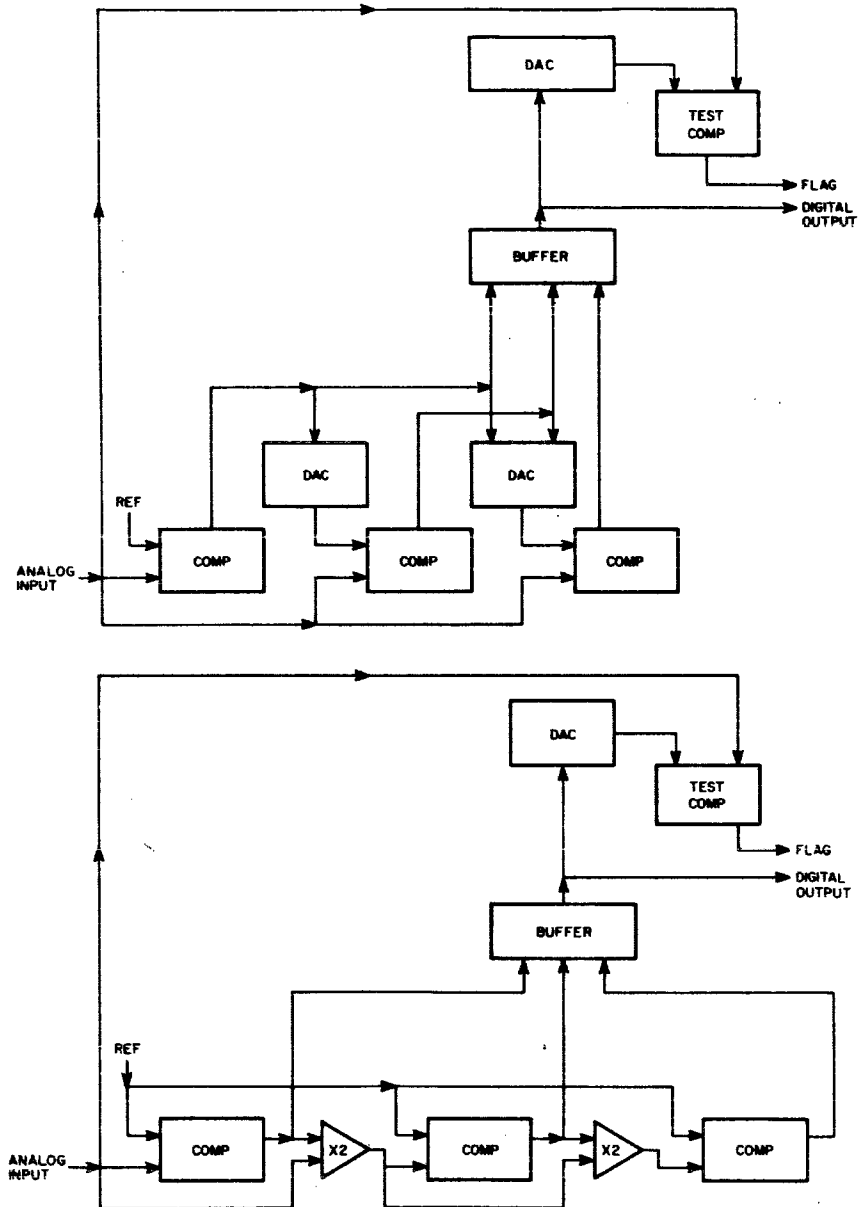 DAC
TEST
COMP
FLAG
DIGITAL
OUTPUT
BUFFER
DAC
DAC
REF
COMP
COMP
COMP
ANALOG
INPUT
DAC
TEST
COMP
FLAG
DIGITAL
OUTPUT
BUFFER
REF
COMP
X2
COMP
X2
COMP
ANALOG
INPUT